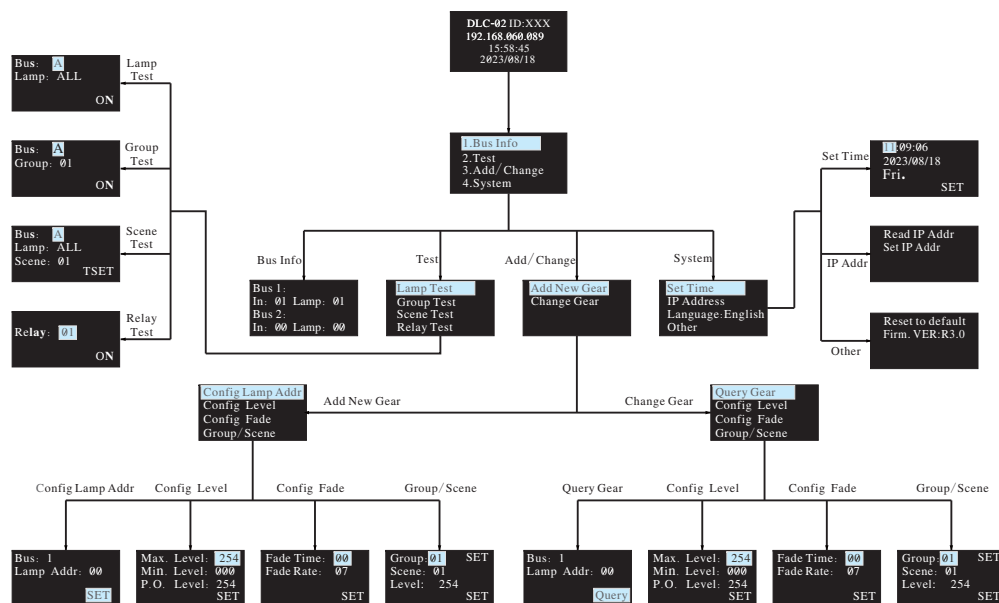 DLC-02 ID:XXX
192.168.060.089
15:58:45
2023/08/18
Bus: A
Lamp: ALL
ON
Lamp
Test
Bus: A
Group: 01
ON
Group
Test
Bus: A
Lamp: ALL
Scene: 01
TSET
Scene
Test
Relay: 01
ON
Relay
Test
1.Bus Info
2.Test
3.Add/Change
4.System
Set Time
11:09:06
2023/08/18
Fri.
SET
IP Addr
Read IP Addr
Set IP Addr
Other
Reset to default
Firm. VER:R3.0
Bus Info
Bus 1:
In: 01 Lamp: 01
Bus 2:
In: 00 Lamp: 00
Test
Lamp Test
Group Test
Scene Test
Relay Test
Add/Change
Add New Gear
Change Gear
System
Set Time
IP Address
Language:English
Other
Add New Gear
Config Lamp Addr
Config Level
Config Fade
Group/Scene
Change Gear
Query Gear
Config Level
Config Fade
Group/Scene
Config Lamp Addr
Bus: 1
Lamp Addr: 00
SET
Config Level
Max. Level: 254
Min. Level: 000
P.O. Level: 254
SET
Config Fade
Fade Time: 00
Fade Rate: 07
SET
Group/Scene
Group: 01 SET
Scene: 01
Level: 254
SET
Query Gear
Bus: 1
Lamp Addr: 00
Query
Config Level
Max. Level: 254
Min. Level: 000
P.O. Level: 254
SET
Config Fade
Fade Time: 00
Fade Rate: 07
SET
Group/Scene
Group: 01 SET
Scene: 01
Level: 254
SET